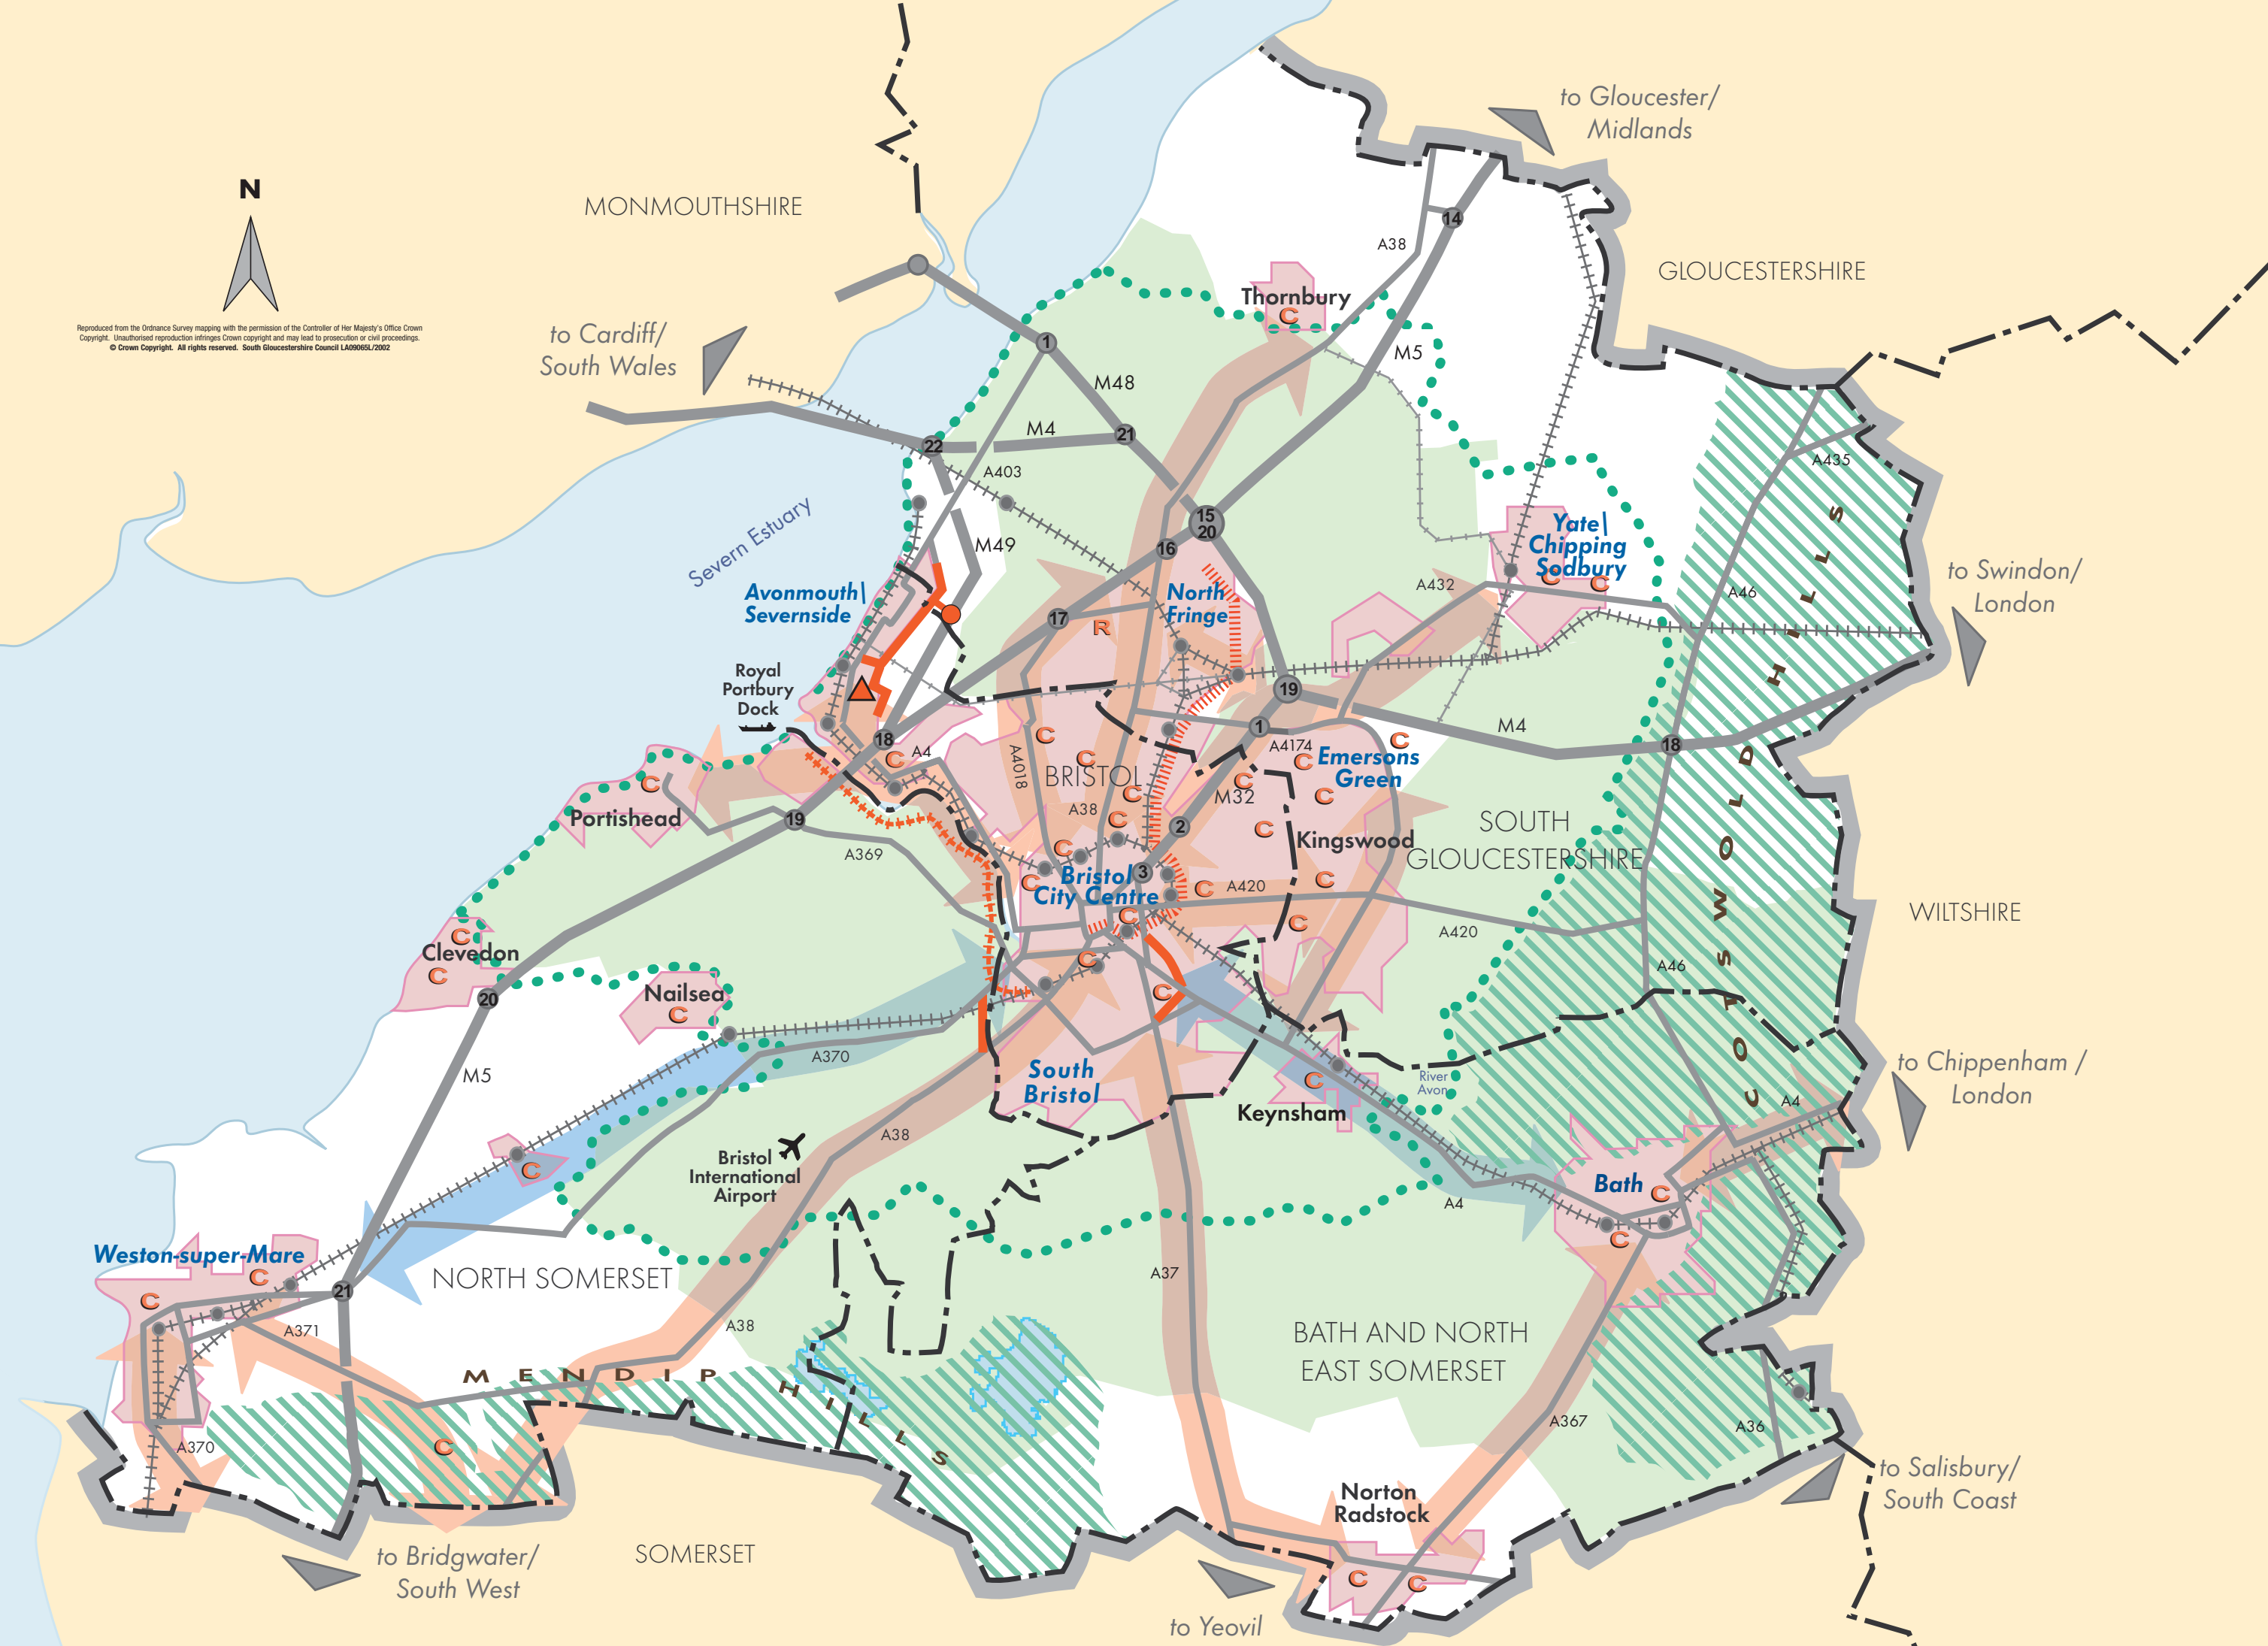 to Gloucester/
Midlands
N
MONMOUTHSHIRE
14
A38
GLOUCESTERSHIRE
Thornbury
C
Reproduced from the Ordnance Survey mapping with the permission of the Controller of Her Majesty's Office Crown
Copyright. Unauthorised reproduction infringes Crown copyright and may lead to prosecution or civil proceedings.
© Crown Copyright. All rights reserved. South Gloucestershire Council LA09065L/2002
to Cardiff/
South Wales
1
M5
M48
M4
21
22
A403
A435
15
20
16
M49
Severn Estuary
Yate\
Chipping
Sodbury
C
C
A432
A46
to Swindon/
London
Avonmouth\
Severnside
North
Fringe
17
R
Royal
Portbury
Dock
19
1
M4
18
18
A4
C
A4018
C
C
BRISTOL
A4174
C
C
Emersons
Green
C
C
C
M32
A38
C
Portishead
19
C
2
C
Kingswood
SOUTH
GLOUCESTERSHIRE
A369
C
3
Bristol
City Centre
C
C
A420
C
C
C
A420
WILTSHIRE
COTSWOLD HILLS
Clevedon
C
C
20
Nailsea
C
C
C
A46
M5
A370
South
Bristol
C
Keynsham
River
Avon
to Chippenham /
London
A4
A38
Bristol
International
Airport
C
Bath
C
C
A4
Weston-super-Mare
C
C
21
NORTH SOMERSET
A37
A371
A38
BATH AND NORTH
EAST SOMERSET
MENDIP HILLS
A370
C
A367
A36
to Salisbury/
South Coast
Norton
Radstock
C
C
to Bridgwater/
South West
SOMERSET
to Yeovil